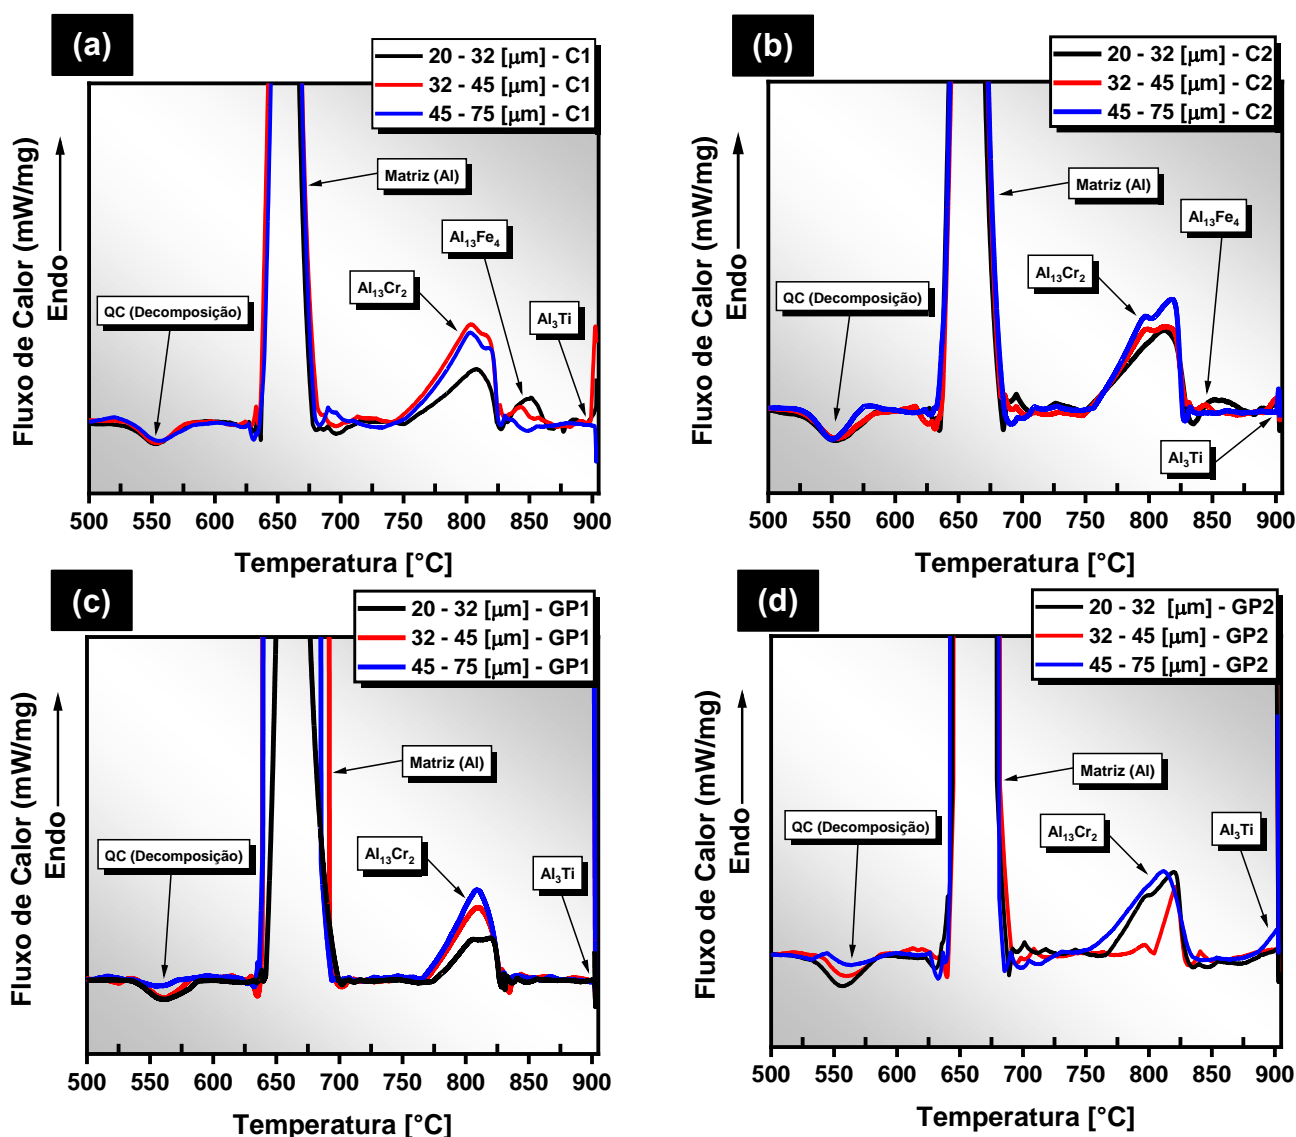 (a)
20 - 32 [µm] - C1
32 - 45 [µm] - C1
45 - 75 [µm] - C1
Fluxo de Calor (mW/mg)
Endo
Matriz (Al)
Al₁₃Fe₄
Al₁₃Cr₂
QC (Decomposição)
Al₃Ti
500 550 600 650 700 750 800 850 900
Temperatura [°C]
(b)
20 - 32 [µm] - C2
32 - 45 [µm] - C2
45 - 75 [µm] - C2
Fluxo de Calor (mW/mg)
Endo
Matriz (Al)
Al₁₃Fe₄
Al₁₃Cr₂
QC (Decomposição)
Al₃Ti
500 550 600 650 700 750 800 850 900
Temperatura [°C]
(c)
20 - 32 [µm] - GP1
32 - 45 [µm] - GP1
45 - 75 [µm] - GP1
Fluxo de Calor (mW/mg)
Endo
Matriz (Al)
QC (Decomposição)
Al₁₃Cr₂
Al₃Ti
500 550 600 650 700 750 800 850 900
Temperatura [°C]
(d)
20 - 32 [µm] - GP2
32 - 45 [µm] - GP2
45 - 75 [µm] - GP2
Fluxo de Calor (mW/mg)
Endo
Matriz (Al)
QC (Decomposição)
Al₁₃Cr₂
Al₃Ti
500 550 600 650 700 750 800 850 900
Temperatura [°C]